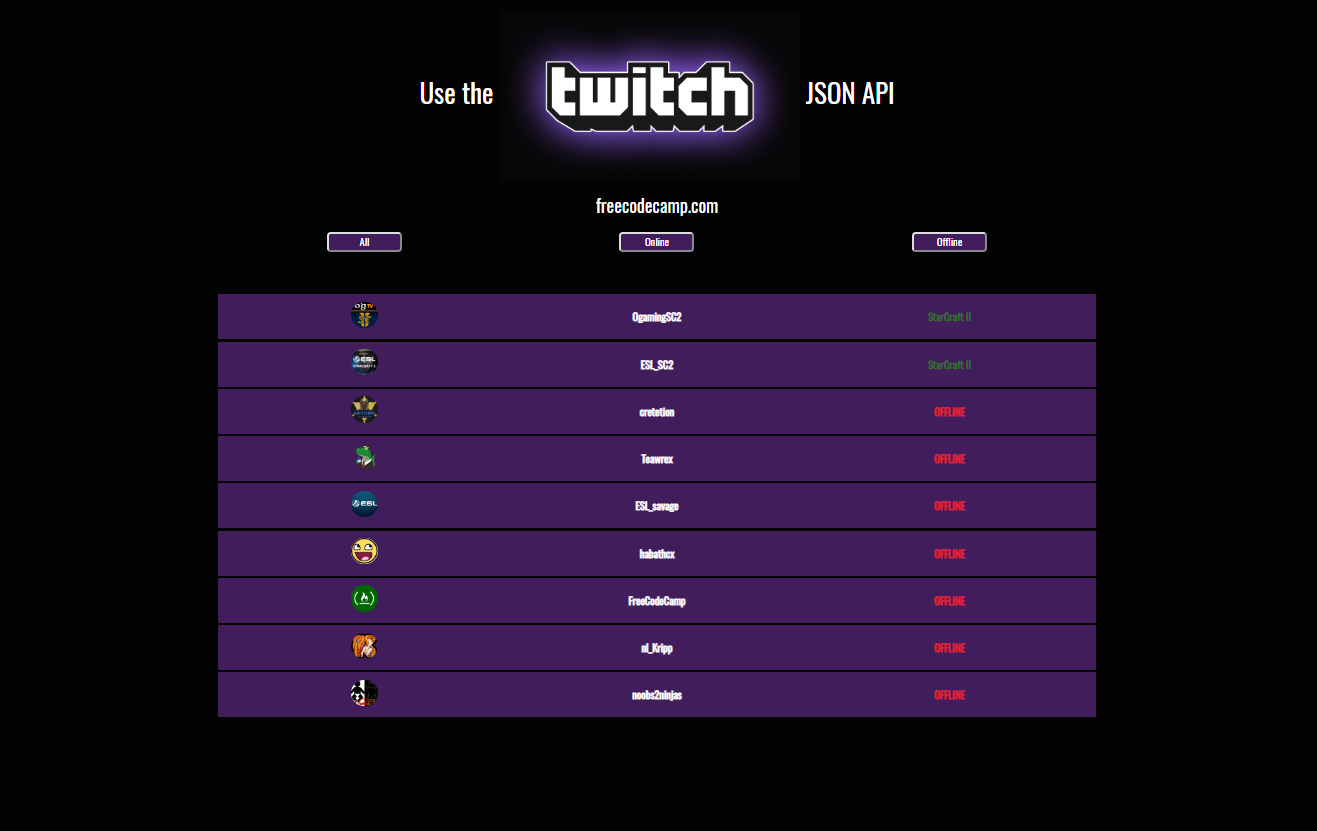 Use the twitch JSON API
freecodecamp.com
All Online Offline
OgamingSC2 StarCraft II
ESL_SC2 StarCraft II
cretetion OFFLINE
Teawrex OFFLINE
ESL ESL_savage OFFLINE
habathcx OFFLINE
FreeCodeCamp OFFLINE
nl_Kripp OFFLINE
noobs2ninjas OFFLINE